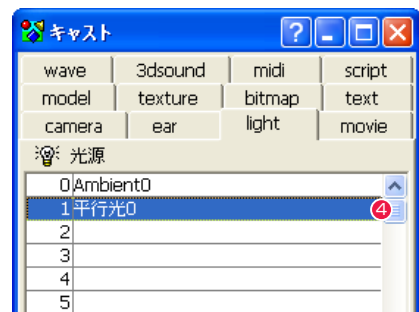 キャスト
wave 3dsound midi script
model texture bitmap text
camera ear light movie
光源
0 Ambient0
1 平行光0 4
2
3
4
5